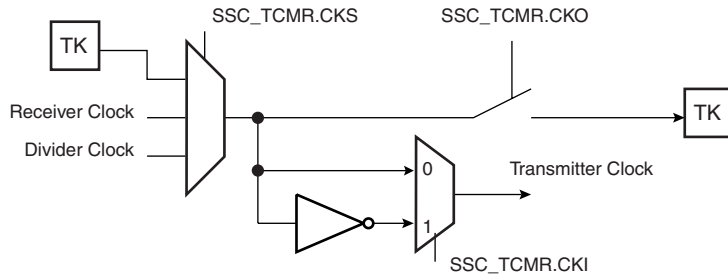 SSC_TCMR.CKS
SSC_TCMR.CKO
TK
Receiver Clock
TK
Divider Clock
0
Transmitter Clock
1
SSC_TCMR.CKI